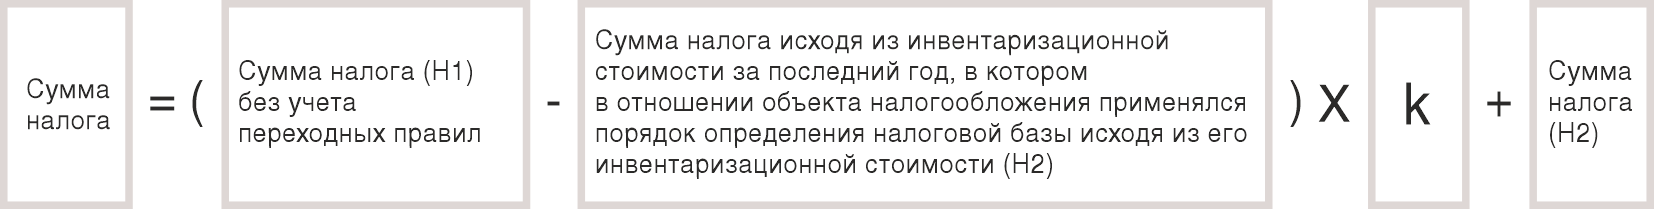 Сумма
налога
= (
Сумма налога (Н1)
без учета
переходных правил
-
Сумма налога исходя из инвентаризационной
стоимости за последний год, в котором
в отношении объекта налогообложения применялся
порядок определения налоговой базы исходя из его
инвентаризационной стоимости (Н2)
) X
k
+
Сумма
налога
(Н2)